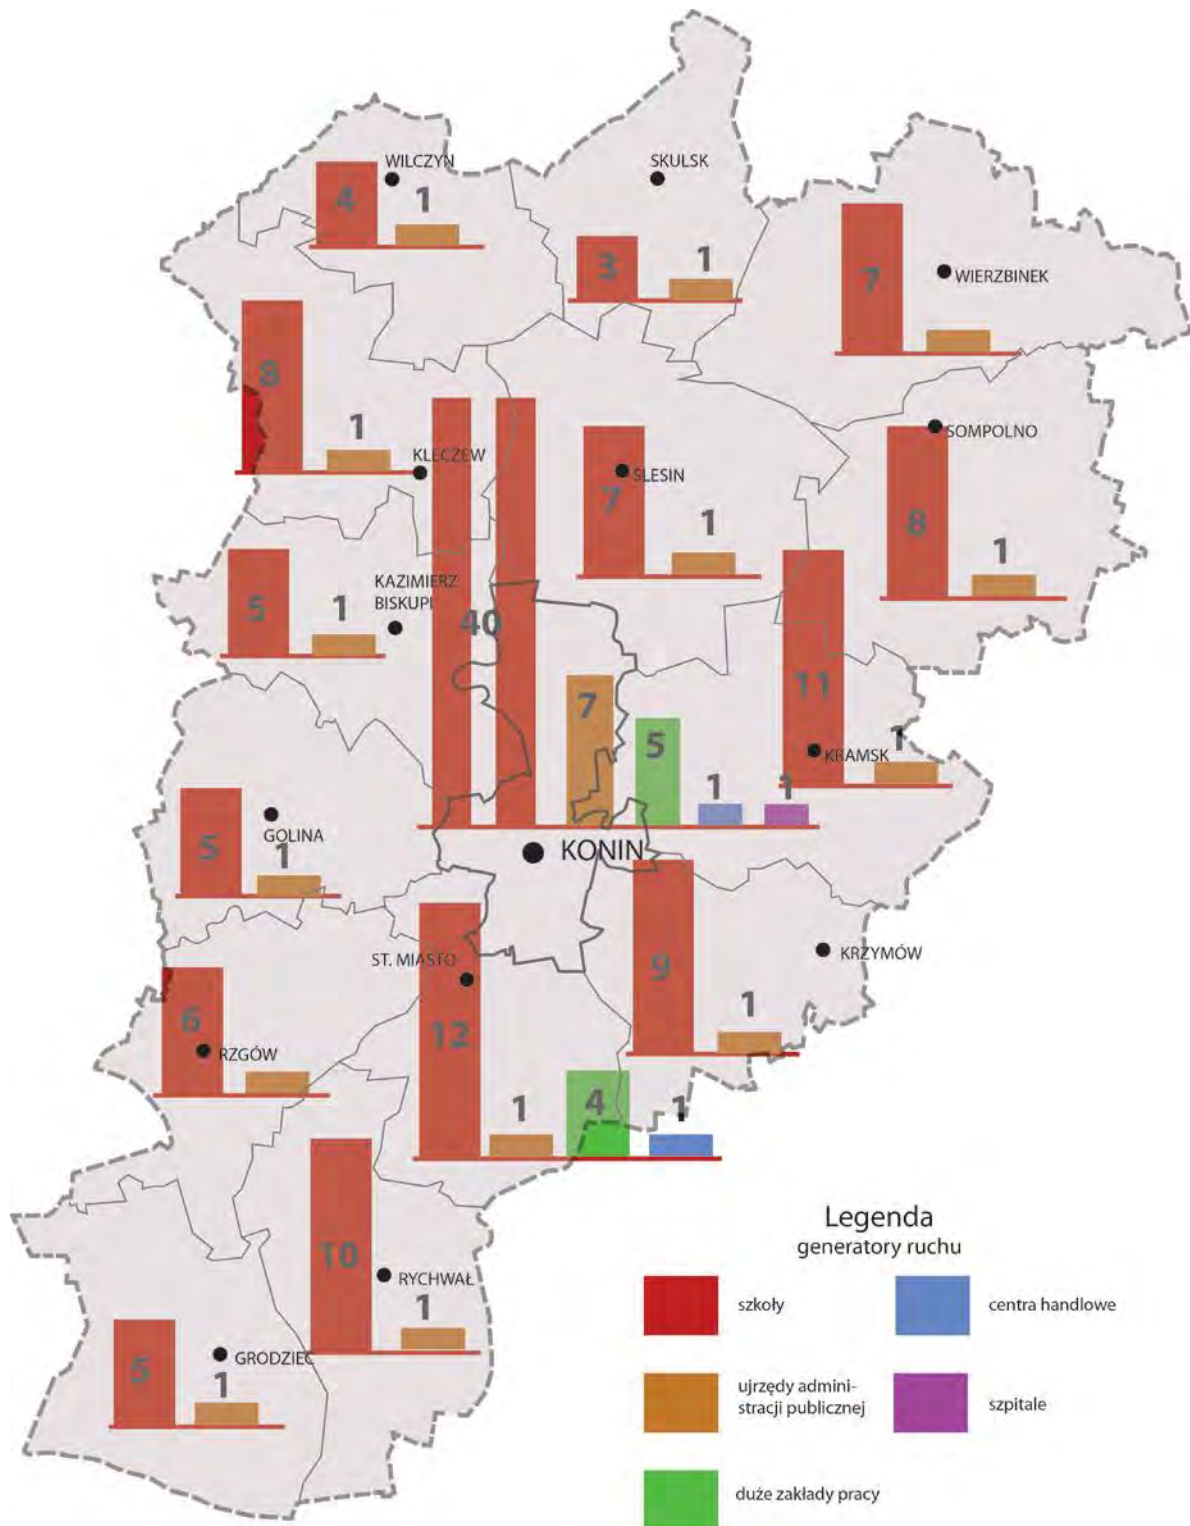 WILCZYN
4
1
SKULSK
3
1
7
WIERZBINEK
8
1
KLECZEW
SOMPOLNO
ŚLESIN
7
1
8
1
KAZIMIERZ
BISKUPI
5
1
40
7
5
1
1
11
1
KRAMSK
GOLINA
5
1
KONIN
ST. MIASTO
12
1
4
1
KRZYMÓW
9
1
6
RZGÓW
10
RYCHWAŁ
1
5
GRODZIEC
1
Legenda
generatory ruchu
szkoły
centra handlowe
ujrzędy admini-
stracji publicznej
szpitale
duże zakłady pracy